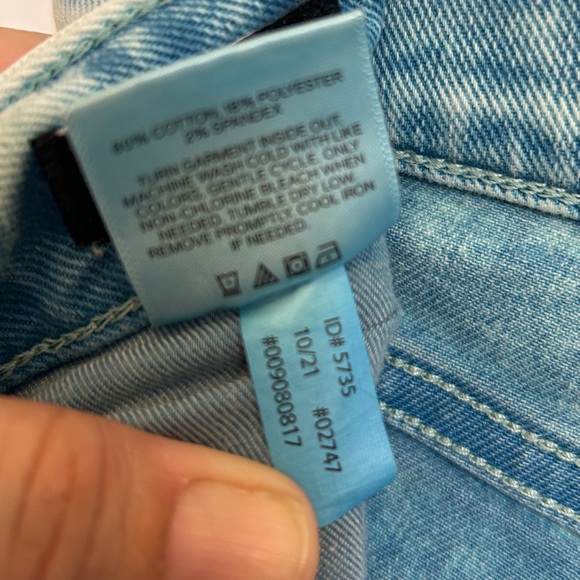 80% COTTON, 18% POLYESTER
2% SPANDEX
TURN GARMENT INSIDE OUT,
MACHINE WASH COLD WITH LIKE
COLORS, GENTLE CYCLE. ONLY
NON-CHLORINE BLEACH WHEN
NEEDED. TUMBLE DRY LOW.
REMOVE PROMPTLY. COOL IRON
IF NEEDED.
ID# 5735
10/21 #02747
#009080817